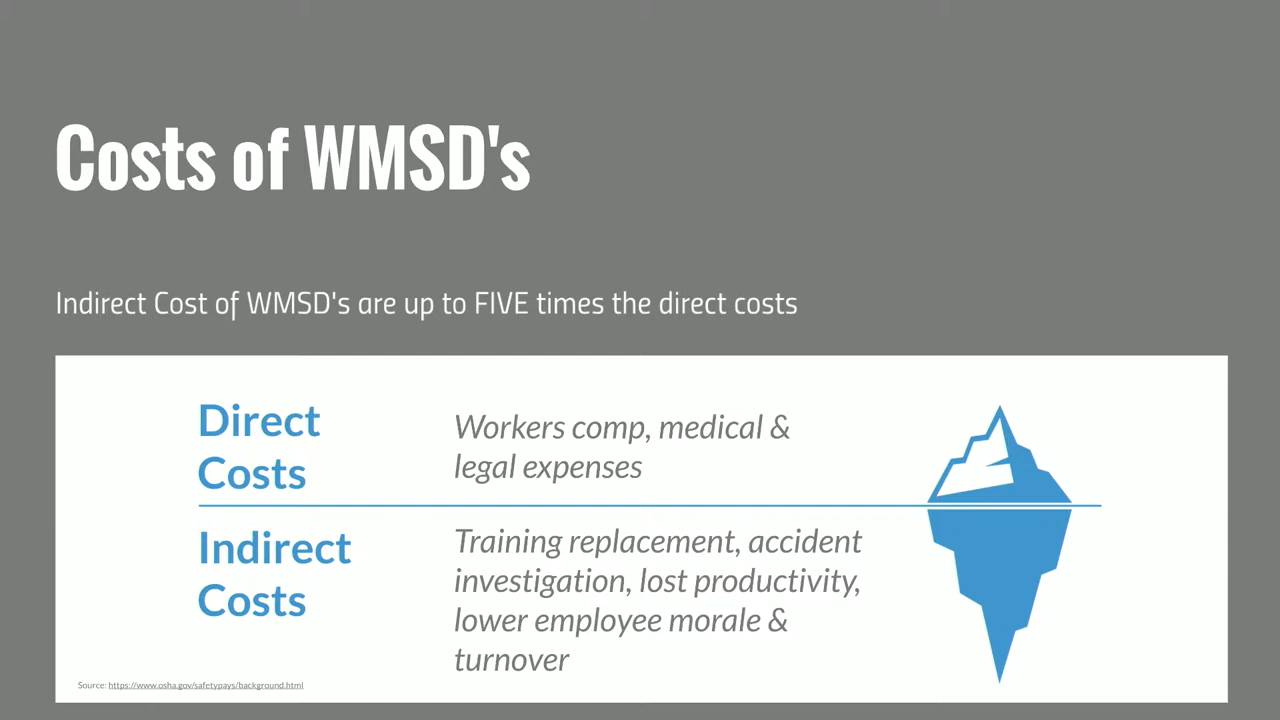 Costs of WMSD's
Indirect Cost of WMSD's are up to FIVE times the direct costs
Direct
Costs
Workers comp, medical &
legal expenses
Indirect
Costs
Training replacement, accident
investigation, lost productivity,
lower employee morale &
turnover
Source: https://www.osha.gov/safetypays/background.html